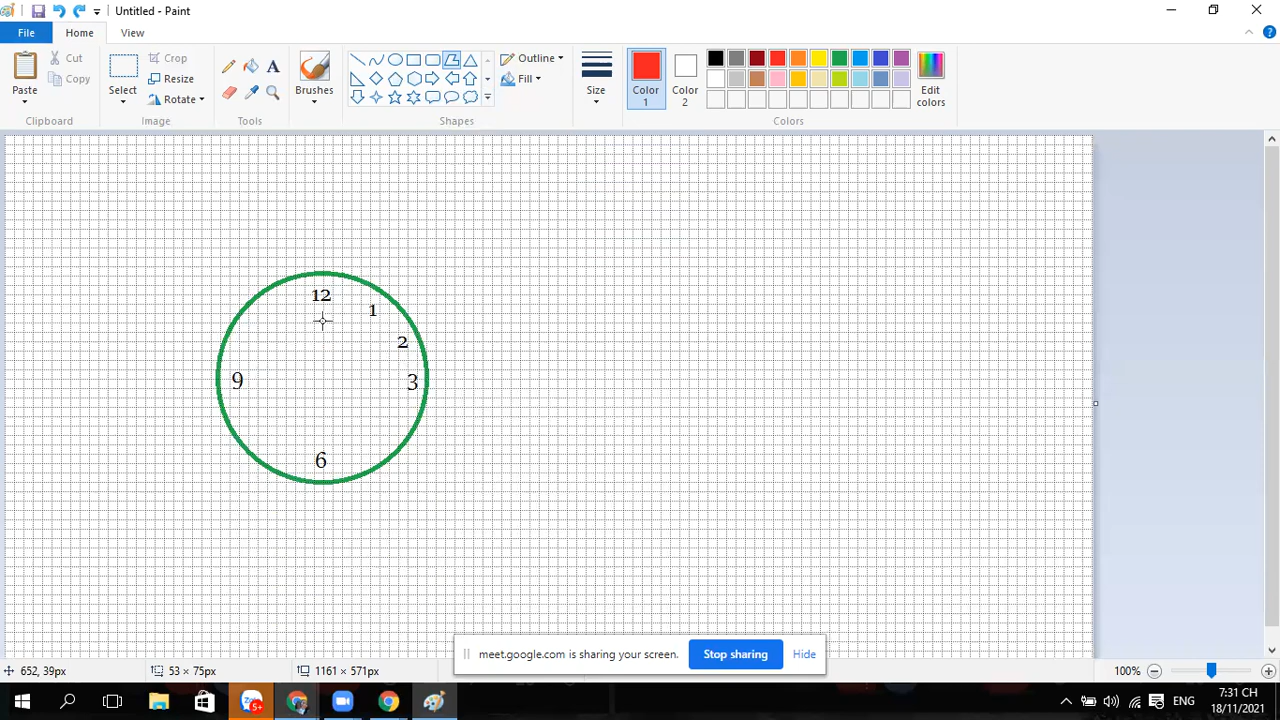 Untitled - Paint
File
Home
View
Paste
Cut
Copy
Clipboard
Select
Crop
Resize
Rotate
Image
A
Tools
Brushes
Outline
Fill
Shapes
Size
Color 1
Color 2
Edit colors
Colors
12
1
2
9
3
6
meet.google.com is sharing your screen.
Stop sharing
Hide
652, 39px
53 × 75px
1161 × 571px
100%
5+
ENG
7:31 CH
18/11/2021